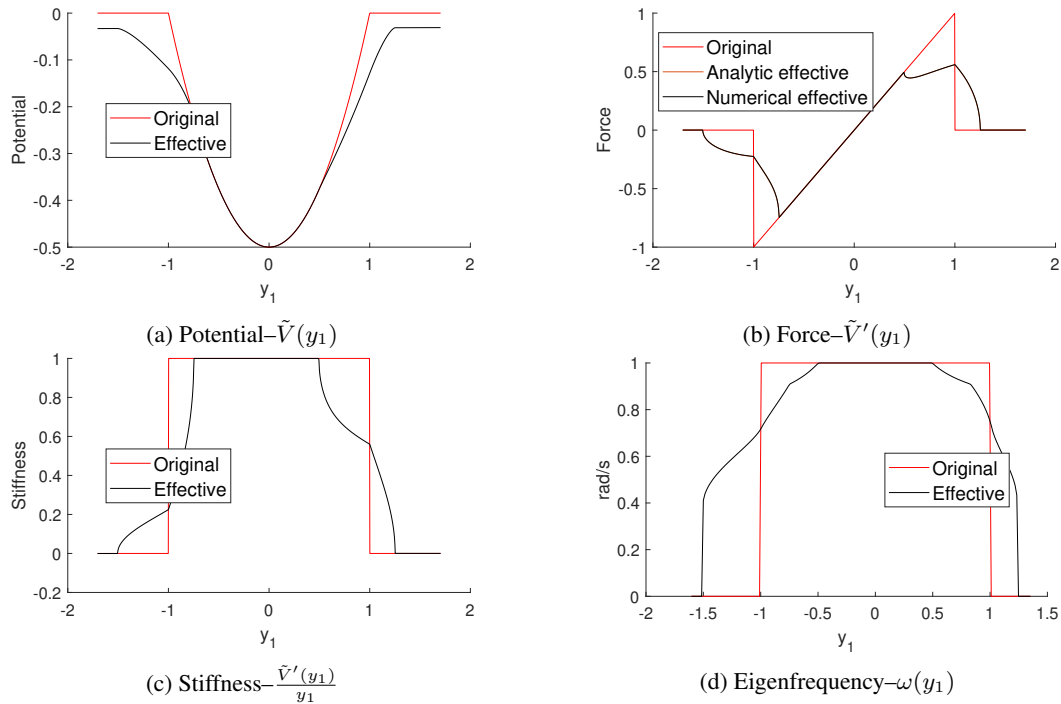 0
-0.1
-0.2
-0.3
-0.4
-0.5
Potential
Original
Effective
-2
-1
0
1
2
y1
(a) Potential–Ṽ(y1)
1
0.5
0
-0.5
-1
Force
Original
Analytic effective
Numerical effective
-2
-1
0
1
2
y1
(b) Force–Ṽ′(y1)
1
0.8
0.6
0.4
0.2
0
-0.2
Stiffness
Original
Effective
-2
-1
0
1
2
y1
(c) Stiffness–Ṽ′(y1)/y1
1
0.8
0.6
0.4
0.2
0
rad/s
Original
Effective
-2
-1.5
-1
-0.5
0
0.5
1
1.5
y1
(d) Eigenfrequency–ω(y1)